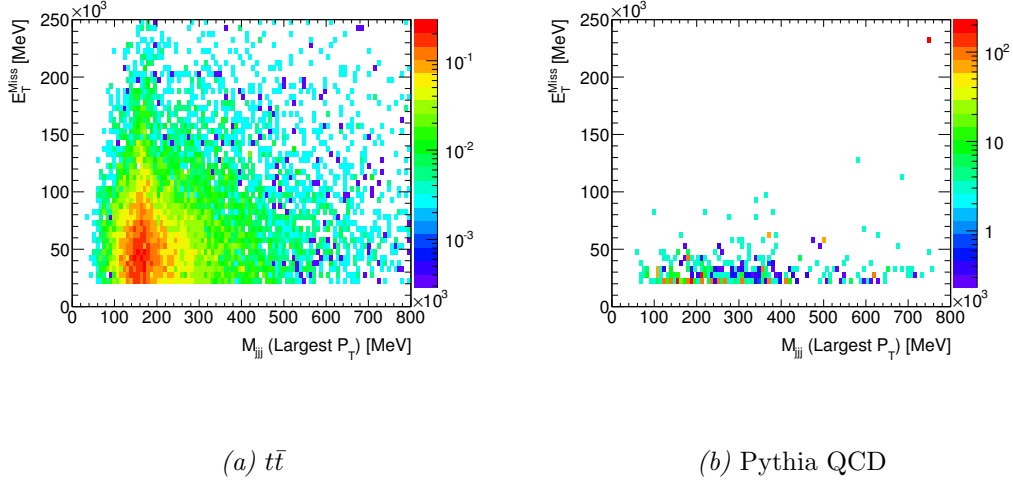 ×10³
250
200
150
100
50
0
E_T^Miss [MeV]
0 100 200 300 400 500 600 700 800
×10³
M_jjj (Largest P_T) [MeV]
10⁻¹
10⁻²
10⁻³
(a) tt̄
×10³
250
200
150
100
50
0
E_T^Miss [MeV]
0 100 200 300 400 500 600 700 800
×10³
M_jjj (Largest P_T) [MeV]
10²
10
1
(b) Pythia QCD